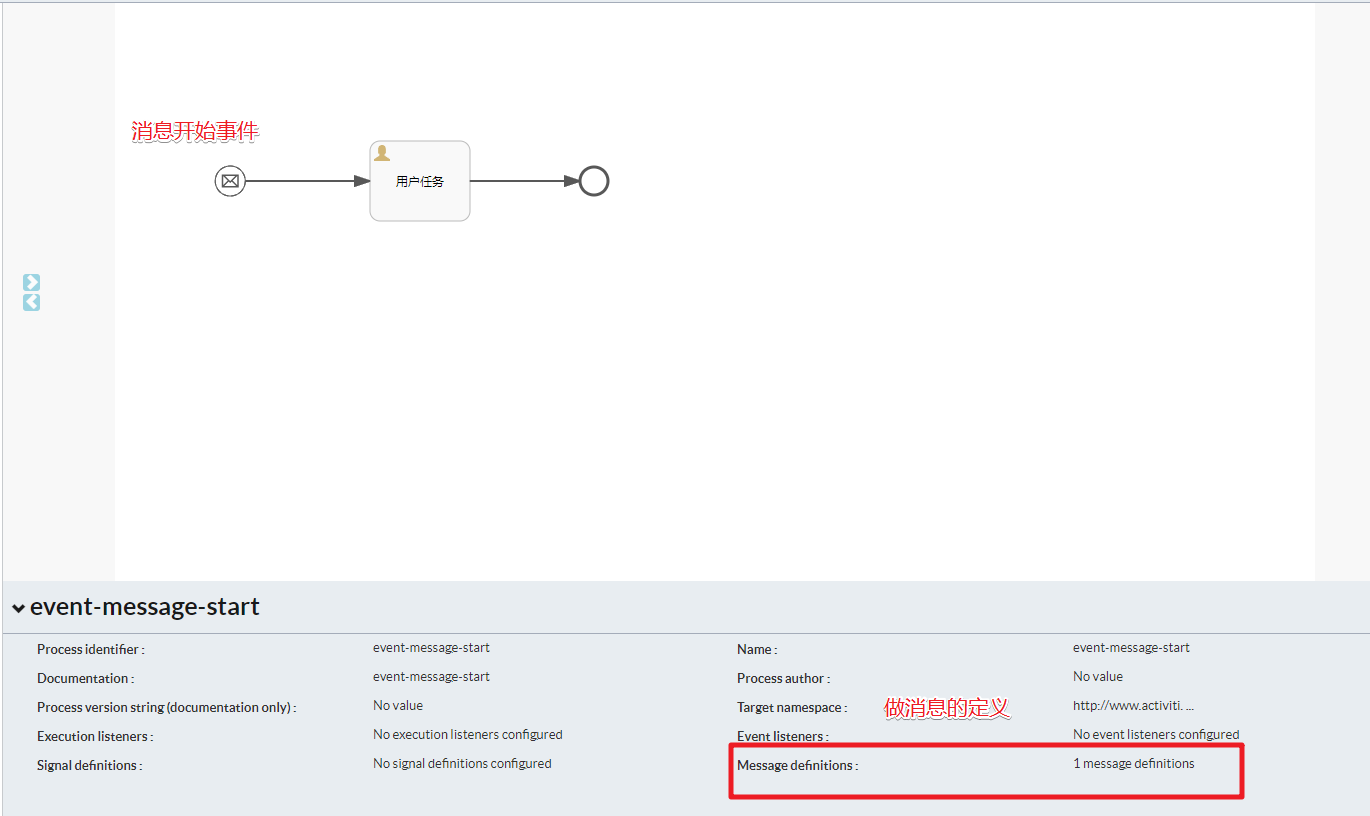 消息开始事件
用户任务
event-message-start
Process identifier : event-message-start Name : event-message-start
Documentation : event-message-start Process author : No value
Process version string (documentation only) : No value Target namespace : 做消息的定义 http://www.activiti. ...
Execution listeners : No execution listeners configured Event listeners : No event listeners configured
Signal definitions : No signal definitions configured Message definitions : 1 message definitions